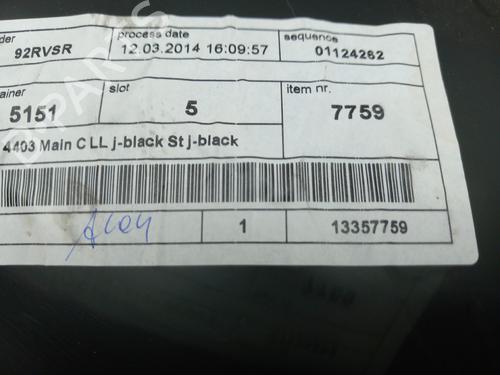 der process date sequence
92RVSR 12.03.2014 16:09:57 01124262
ainer slot item nr.
5151 5 7759
4403 Main C LL j-black St j-black
1 13357759
B-PARTS